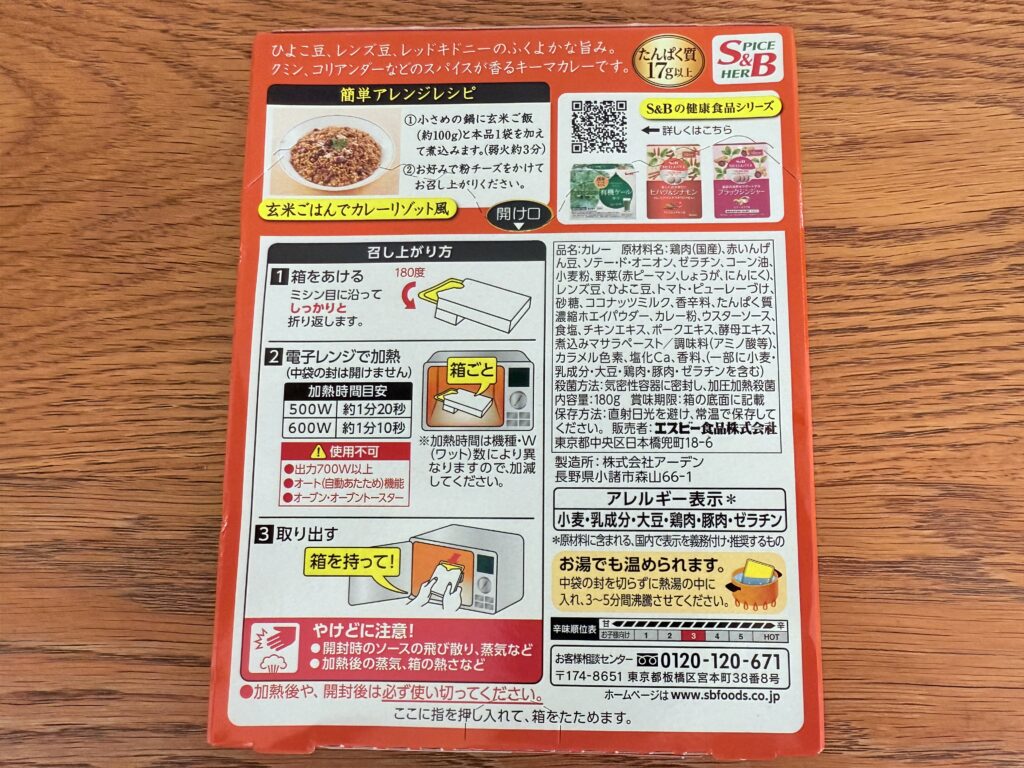 ひよこ豆、レンズ豆、レッドキドニーのふくよかな旨み。
クミン、コリアンダーなどのスパイスが香るキーマカレーです。
たんぱく質
17g以上
SPICE
S&B
HERB
簡単アレンジレシピ
①小さめの鍋に玄米ご飯
(約100g)と本品1袋を加え
て煮込みます。(弱火約3分)
②お好みで粉チーズをかけて
お召し上がりください。
玄米ごはんでカレーリゾット風
S&Bの健康食品シリーズ
詳しくはこちら
有機ケール
ヒハツ&シナモン
ブラックジンジャー
開け口
召し上がり方
1 箱をあける
ミシン目に沿って
しっかりと
折り返します。
180度
2 電子レンジで加熱
(中袋の封は開けません)
加熱時間目安
500W 約1分20秒
600W 約1分10秒
使用不可
●出力700W以上
●オート(自動あたため)機能
●オーブン・オーブントースター
箱ごと
※加熱時間は機種・W
(ワット)数により異
なりますので、加減
してください。
3 取り出す
箱を持って!
やけどに注意!
●開封時のソースの飛び散り、蒸気など
●加熱後の蒸気、箱の熱さなど
●加熱後や、開封後は必ず使い切ってください。
品名:カレー 原材料名:鶏肉(国産)、赤いんげ
ん豆、ソテー・ド・オニオン、ゼラチン、コーン油、
小麦粉、野菜(赤ピーマン、しょうが、にんにく)、
レンズ豆、ひよこ豆、トマト・ピューレーづけ、
砂糖、ココナッツミルク、香辛料、たんぱく質
濃縮ホエイパウダー、カレー粉、ウスターソース、
食塩、チキンエキス、ポークエキス、酵母エキス、
煮込みマサラペースト/調味料(アミノ酸等)、
カラメル色素、塩化Ca、香料、(一部に小麦・
乳成分・大豆・鶏肉・豚肉・ゼラチンを含む)
殺菌方法:気密性容器に密封し、加圧加熱殺菌
内容量:180g 賞味期限:箱の底面に記載
保存方法:直射日光を避け、常温で保存して
ください。 販売者:エスビー食品株式会社
東京都中央区日本橋兜町18-6
製造所:株式会社アーデン
長野県小諸市森山66-1
アレルギー表示*
小麦・乳成分・大豆・鶏肉・豚肉・ゼラチン
*原材料に含まれる、国内で表示を義務付け・推奨するもの
お湯でも温められます。
中袋の封を切らずに熱湯の中に
入れ、3〜5分間沸騰させてください。
辛味順位表 甘 辛
お子様向け 1 2 3 4 5 HOT
お客様相談センター 0120-120-671
〒174-8651 東京都板橋区宮本町38番8号
ホームページは www.sbfoods.co.jp
ここに指を押し入れて、箱をたためます。